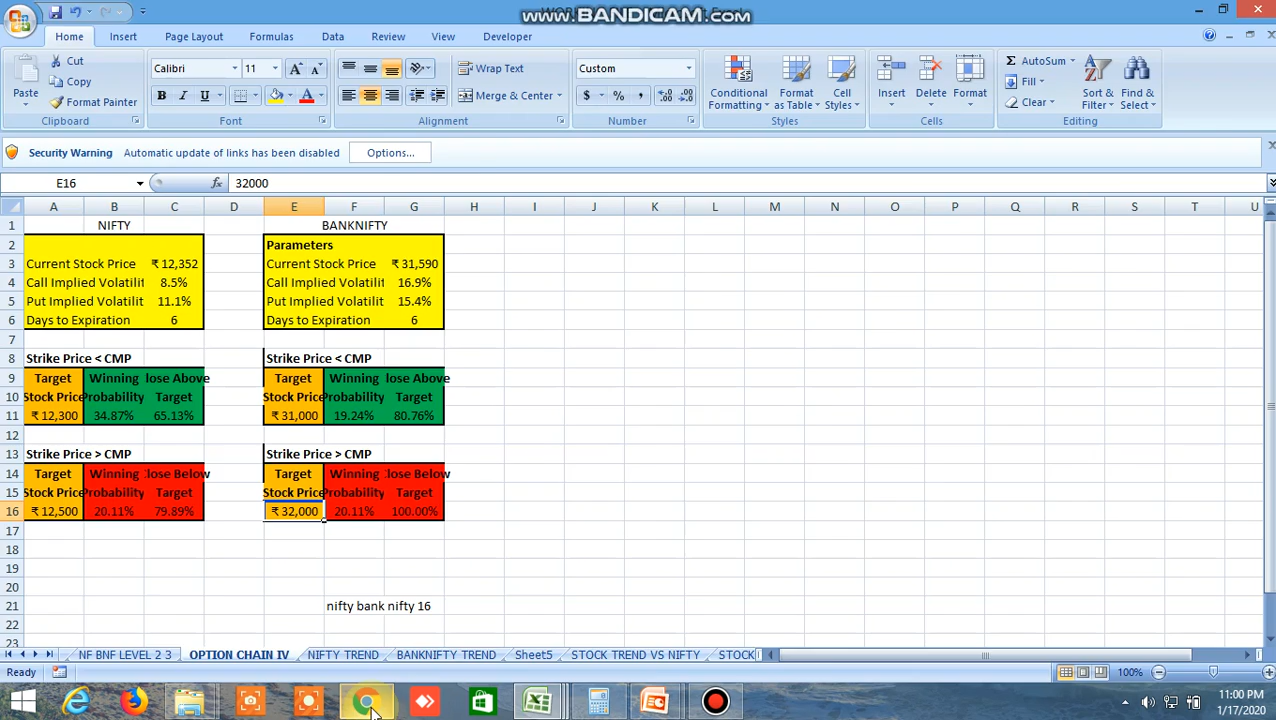 www.BANDICAM.com
Home Insert Page Layout Formulas Data Review View Developer
Cut
Copy
Paste Format Painter
Clipboard
Calibri 11
B I U
Font
Wrap Text
Merge & Center
Alignment
Custom
$ % ,
Number
Conditional Formatting Format as Table Cell Styles
Styles
Insert Delete Format
Cells
AutoSum
Fill
Clear
Sort & Filter Find & Select
Editing
Security Warning Automatic update of links has been disabled Options...
E16 fx 32000
A B C D E F G H I J K L M N O P Q R S T U
1 NIFTY BANKNIFTY
2 Parameters
3 Current Stock Price ₹ 12,352 Current Stock Price ₹ 31,590
4 Call Implied Volatilit 8.5% Call Implied Volatilit 16.9%
5 Put Implied Volatilit 11.1% Put Implied Volatilit 15.4%
6 Days to Expiration 6 Days to Expiration 6
7
8 Strike Price < CMP Strike Price < CMP
9 Target Winning lose Above Target Winning lose Above
10 Stock Price Probability Target Stock Price Probability Target
11 ₹ 12,300 34.87% 65.13% ₹ 31,000 19.24% 80.76%
12
13 Strike Price > CMP Strike Price > CMP
14 Target Winning lose Below Target Winning lose Below
15 Stock Price Probability Target Stock Price Probability Target
16 ₹ 12,500 20.11% 79.89% ₹ 32,000 20.11% 100.00%
17
18
19
20
21 nifty bank nifty 16
22
23
NF BNF LEVEL 2 3 OPTION CHAIN IV NIFTY TREND BANKNIFTY TREND Sheet5 STOCK TREND VS NIFTY STOCK
Ready 100%
11:00 PM
1/17/2020